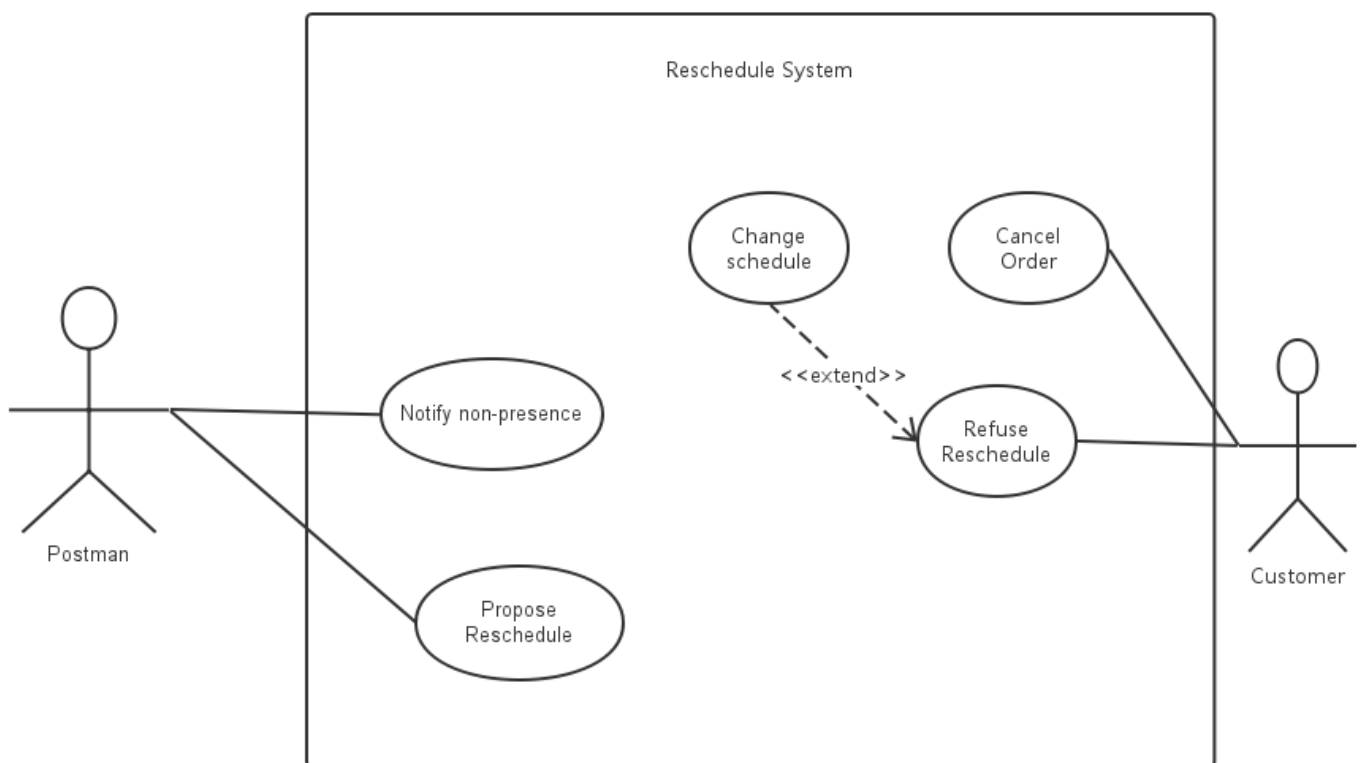 Reschedule System
Change
schedule
Cancel
Order
<<extend>>
Notify non-presence
Refuse
Reschedule
Postman
Customer
Propose
Reschedule